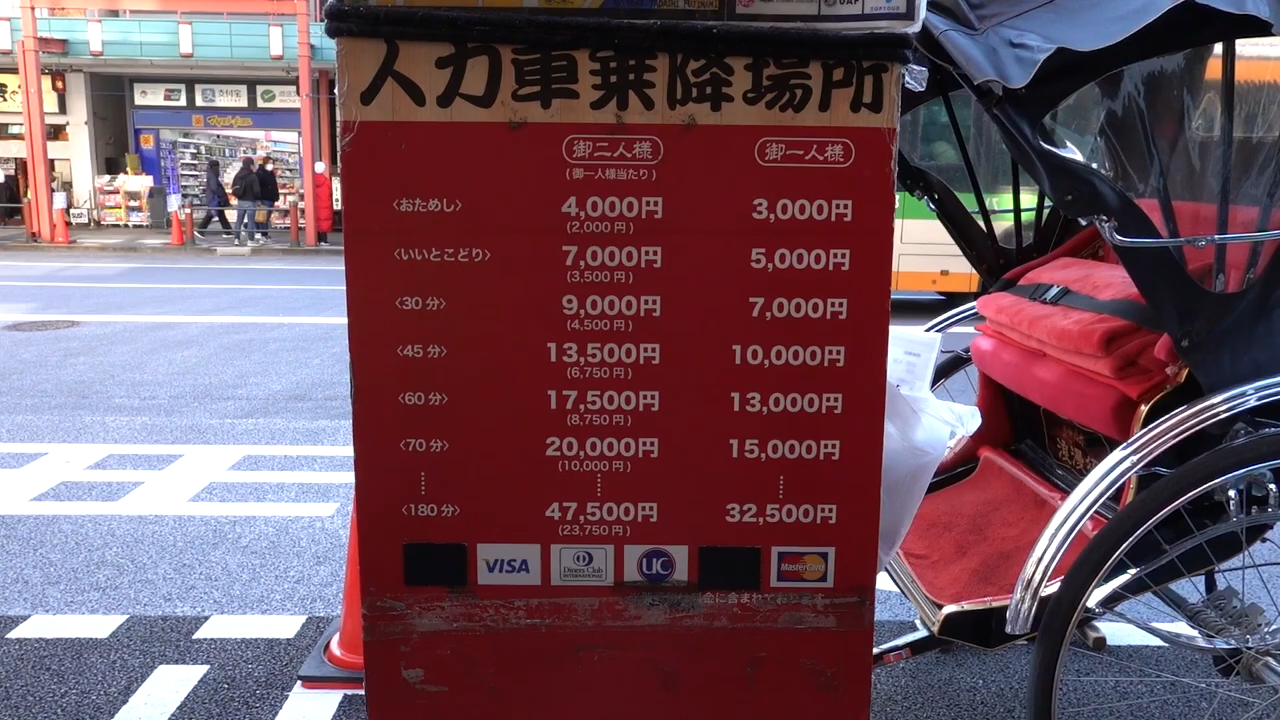 人力車乗降場所
御二人様 御一人様
(御一人様当たり)
〈おためし〉 4,000円 3,000円
(2,000円)
〈いいとこどり〉 7,000円 5,000円
(3,500円)
〈30分〉 9,000円 7,000円
(4,500円)
〈45分〉 13,500円 10,000円
(6,750円)
〈60分〉 17,500円 13,000円
(8,750円)
〈70分〉 20,000円 15,000円
(10,000円)
〈180分〉 47,500円 32,500円
(23,750円)
VISA Diners Club INTERNATIONAL UC MasterCard
金に含まれております
支付宝
sushi